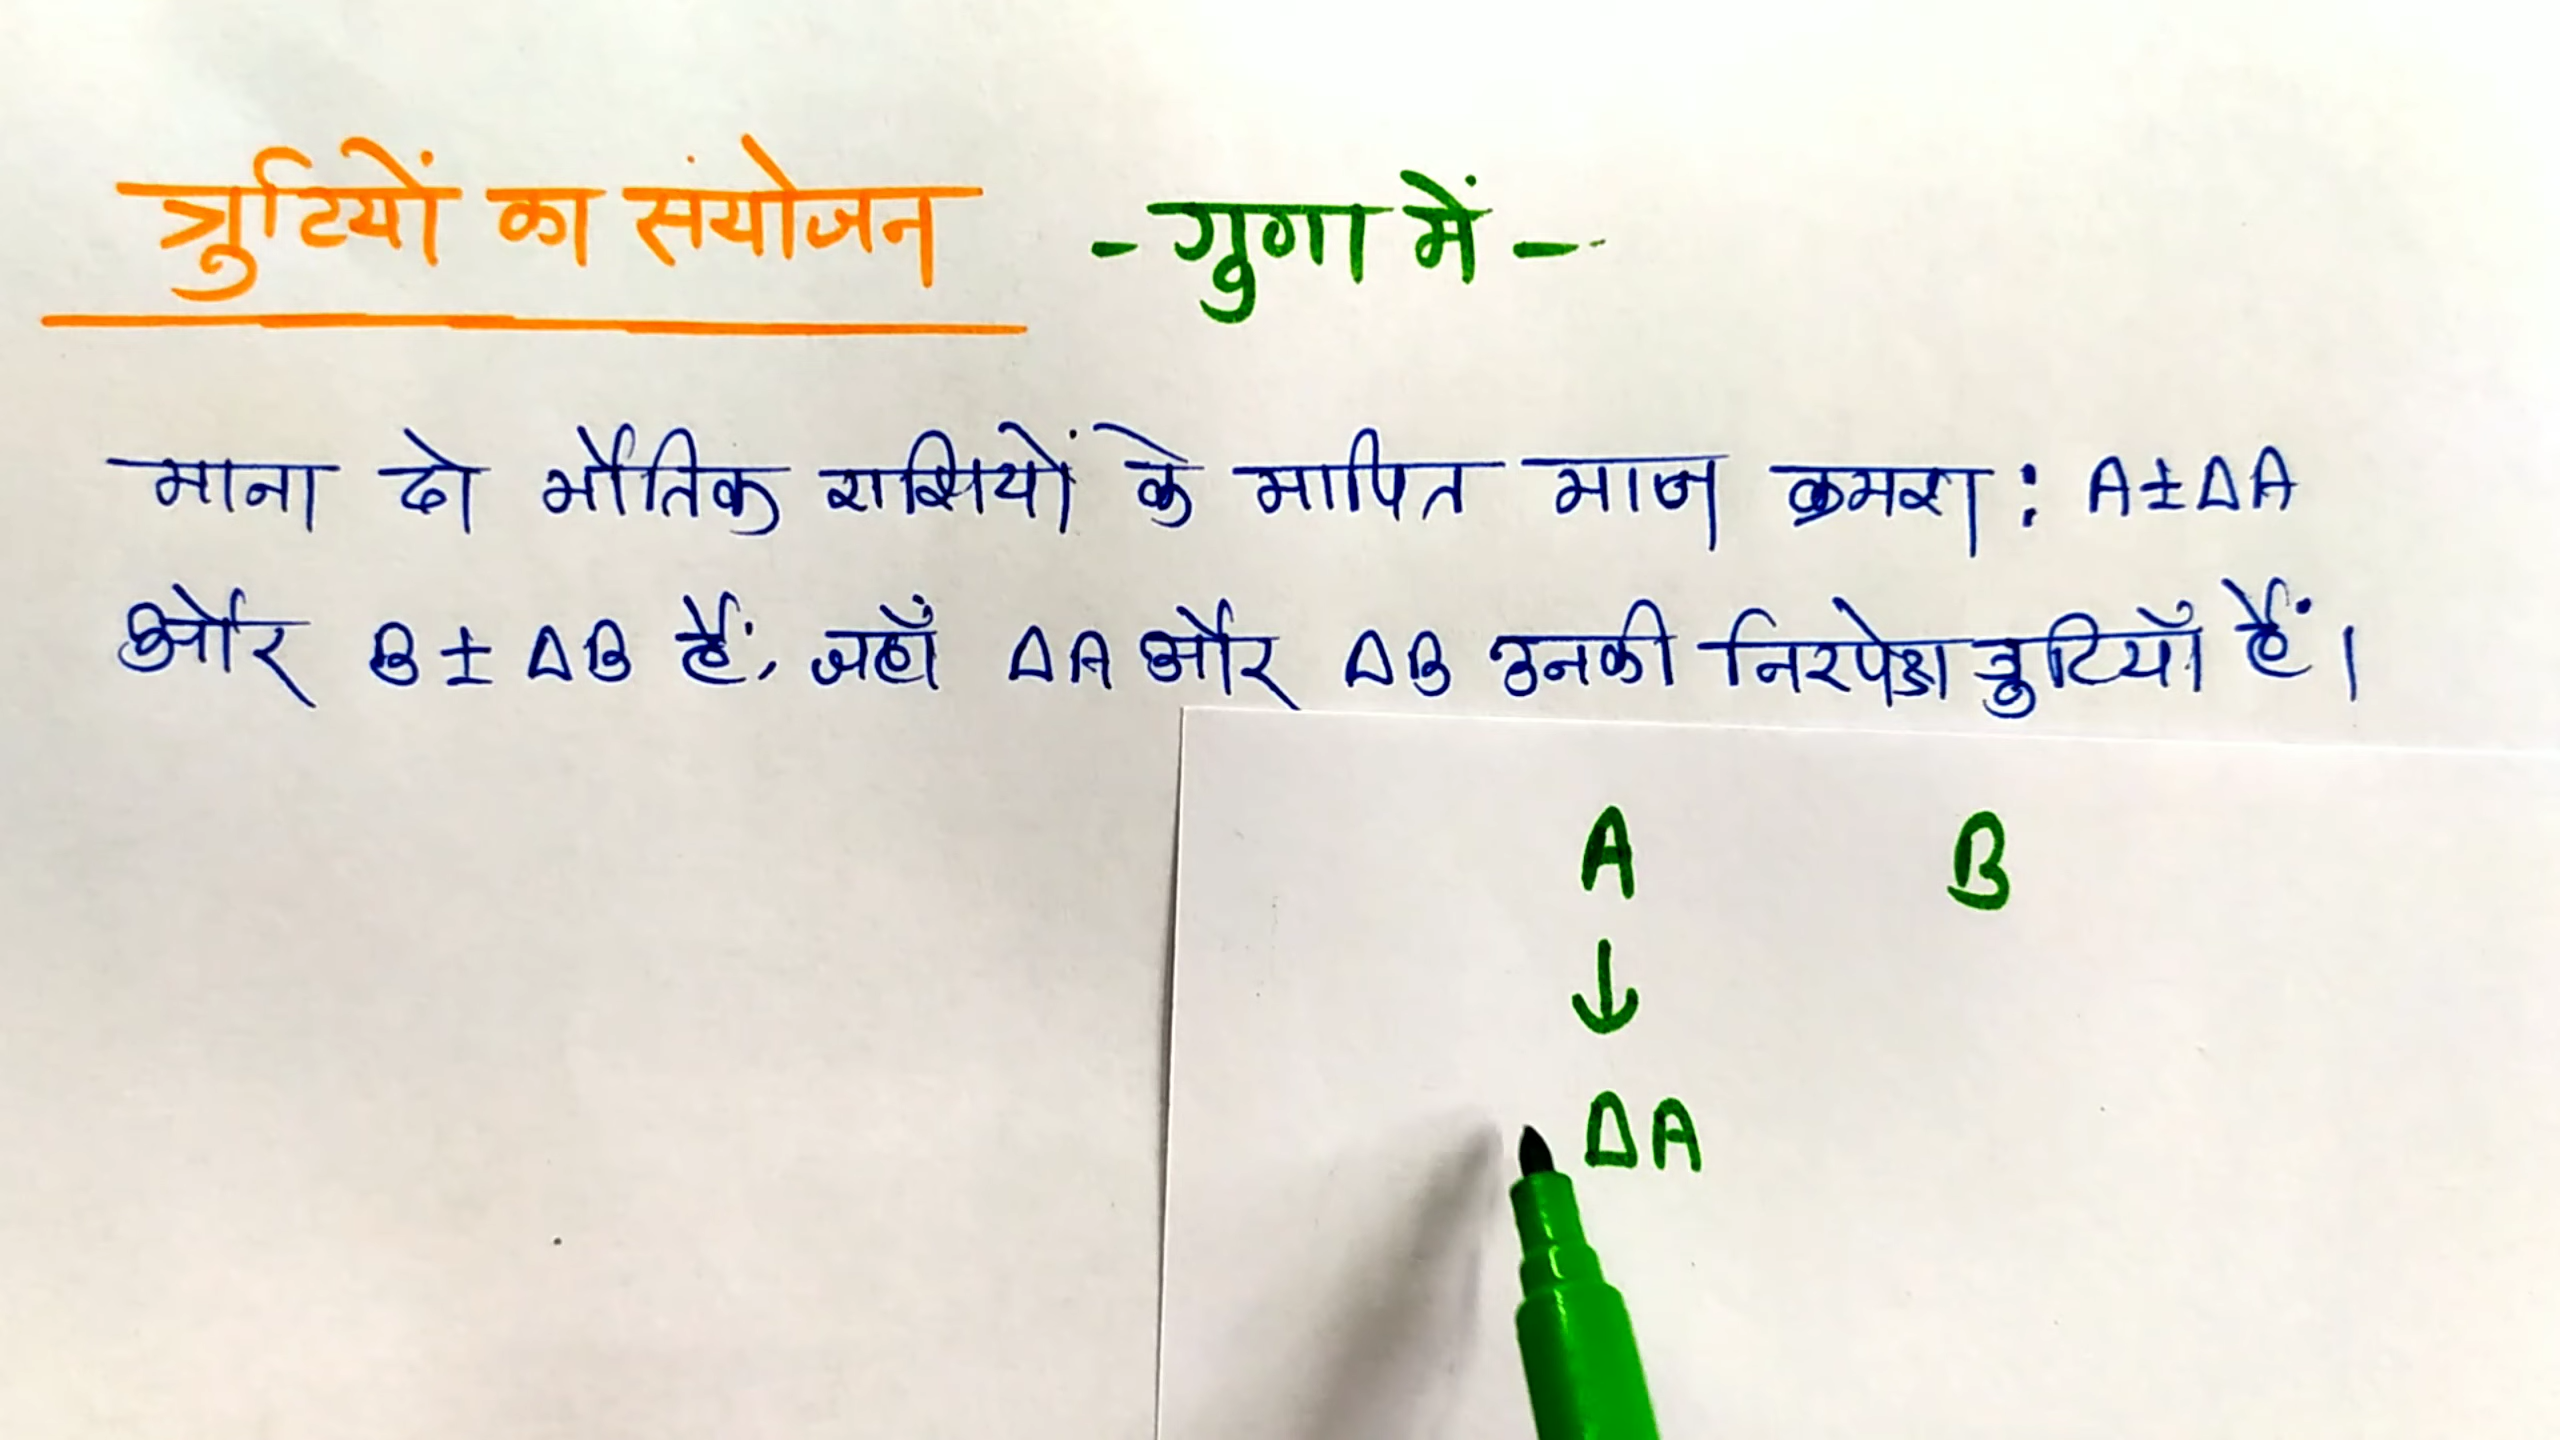 त्रुटियों का संयोजन - गुणा में -
माना दो भौतिक राशियों के मापित मान क्रमश: A±ΔA
और B ± ΔB हैं, जहाँ ΔA और ΔB उनकी निरपेक्ष त्रुटियाँ हैं।
A B
↓
ΔA